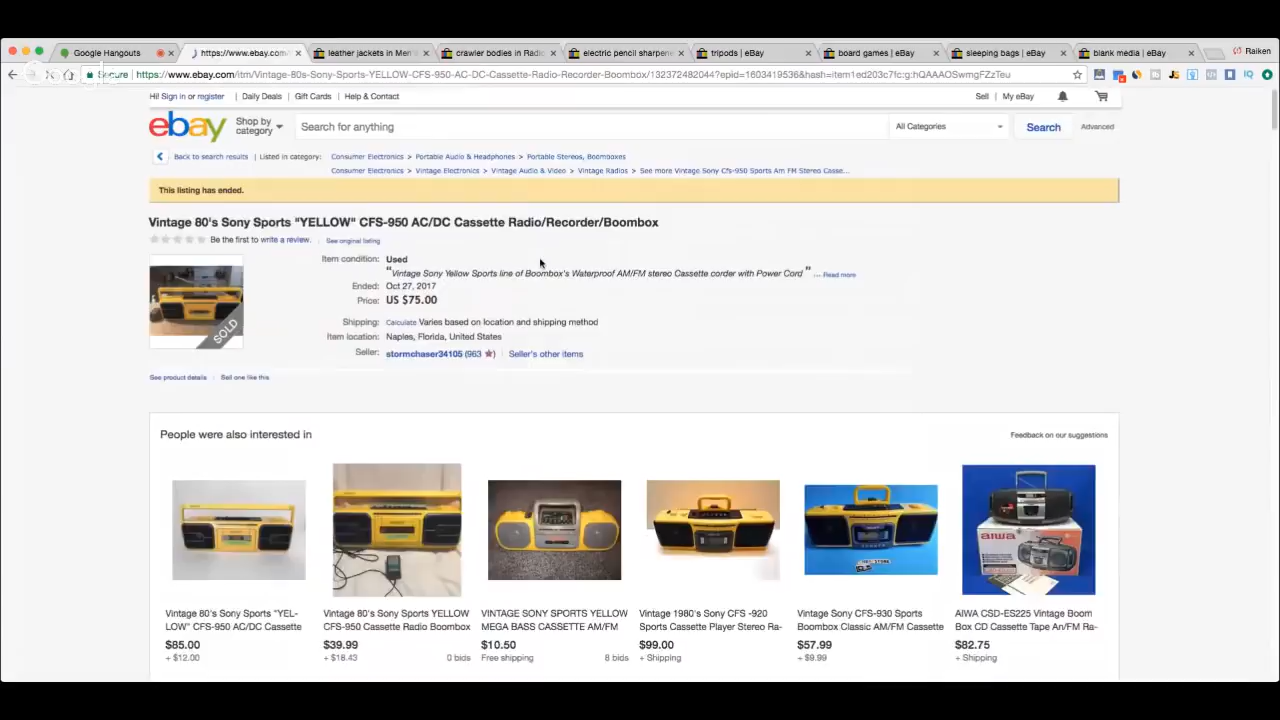 Google Hangouts
https://www.ebay.com/
leather jackets in Men's
crawler bodies in Radio
electric pencil sharpene
tripods | eBay
board games | eBay
sleeping bags | eBay
blank media | eBay
Raiken
Secure
https://www.ebay.com/itm/Vintage-80s-Sony-Sports-YELLOW-CFS-950-AC-DC-Cassette-Radio-Recorder-Boombox/132372482044?epid=1603419536&hash=item1ed203c7fc:g:hQAAAOSwmgFZzTeu
Hi! Sign in or register
Daily Deals
Gift Cards
Help & Contact
Sell
My eBay
ebay
Shop by category
Search for anything
All Categories
Search
Advanced
Back to search results
Listed in category:
Consumer Electronics > Portable Audio & Headphones > Portable Stereos, Boomboxes
Consumer Electronics > Vintage Electronics > Vintage Audio & Video > Vintage Radios > See more Vintage Sony Cfs-950 Sports Am FM Stereo Casse...
This listing has ended.
Vintage 80's Sony Sports "YELLOW" CFS-950 AC/DC Cassette Radio/Recorder/Boombox
Be the first to write a review.
See original listing
SOLD
Item condition: Used
"Vintage Sony Yellow Sports line of Boombox's Waterproof AM/FM stereo Cassette corder with Power Cord" ... Read more
Ended: Oct 27, 2017
Price: US $75.00
Shipping: Calculate Varies based on location and shipping method
Item location: Naples, Florida, United States
Seller: stormchaser34105 (963 ) | Seller's other items
See product details
Sell one like this
People were also interested in
Feedback on our suggestions
aiwa
Vintage 80's Sony Sports "YEL-
LOW" CFS-950 AC/DC Cassette
$85.00
+ $12.00
Vintage 80's Sony Sports YELLOW
CFS-950 Cassette Radio Boombox
$39.99
+ $18.43
0 bids
VINTAGE SONY SPORTS YELLOW
MEGA BASS CASSETTE AM/FM
$10.50
Free shipping
8 bids
Vintage 1980's Sony CFS -920
Sports Cassette Player Stereo Ra-
$99.00
+ Shipping
Vintage Sony CFS-930 Sports
Boombox Classic AM/FM Cassette
$57.99
+ $9.99
AIWA CSD-ES225 Vintage Boom
Box CD Cassette Tape An/FM Ra-
$82.75
+ Shipping